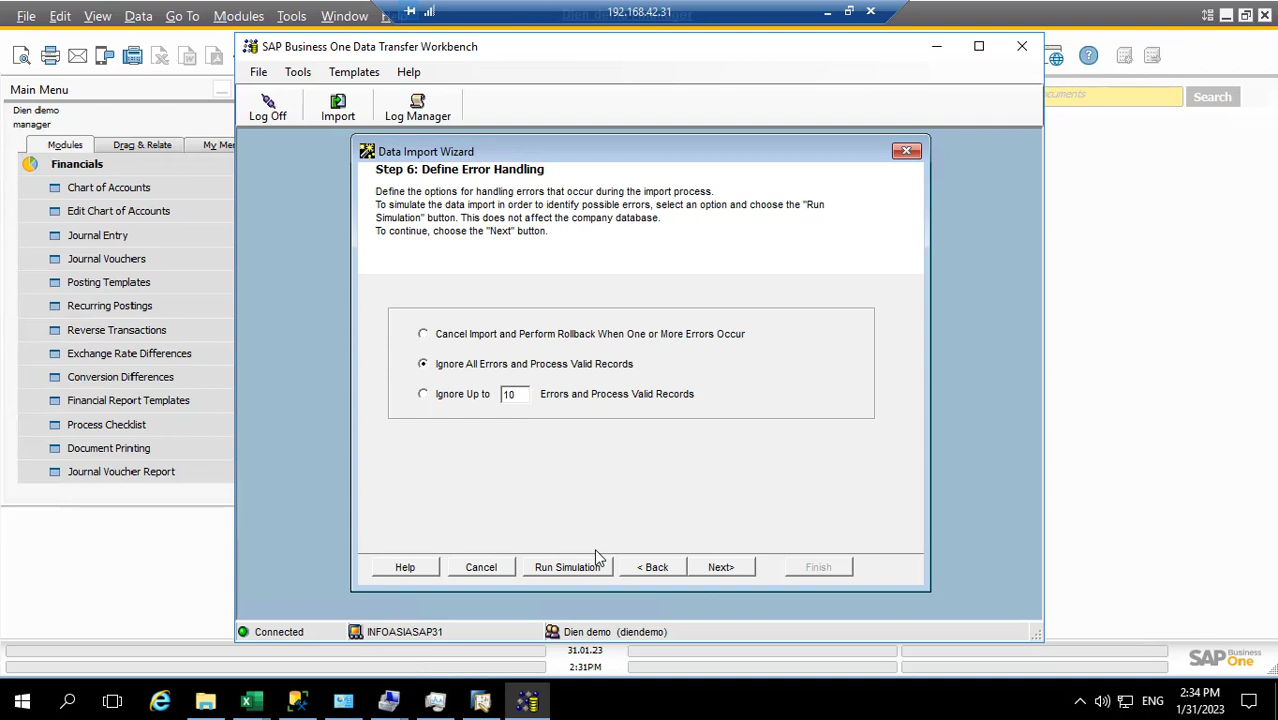 File Edit View Data Go To Modules Tools Window
192.168.42.31
SAP Business One Data Transfer Workbench
File Tools Templates Help
Log Off Import Log Manager
Search
Main Menu
Dien demo
manager
Modules Drag & Relate My Me
Financials
Chart of Accounts
Edit Chart of Accounts
Journal Entry
Journal Vouchers
Posting Templates
Recurring Postings
Reverse Transactions
Exchange Rate Differences
Conversion Differences
Financial Report Templates
Process Checklist
Document Printing
Journal Voucher Report
Data Import Wizard
Step 6: Define Error Handling
Define the options for handling errors that occur during the import process.
To simulate the data import in order to identify possible errors, select an option and choose the "Run
Simulation" button. This does not affect the company database.
To continue, choose the "Next" button.
Cancel Import and Perform Rollback When One or More Errors Occur
Ignore All Errors and Process Valid Records
Ignore Up to 10 Errors and Process Valid Records
Help Cancel Run Simulation < Back Next> Finish
Connected INFOASIASAP31 Dien demo (diendemo)
31.01.23
2:31PM
SAP Business One
ENG
2:34 PM
1/31/2023